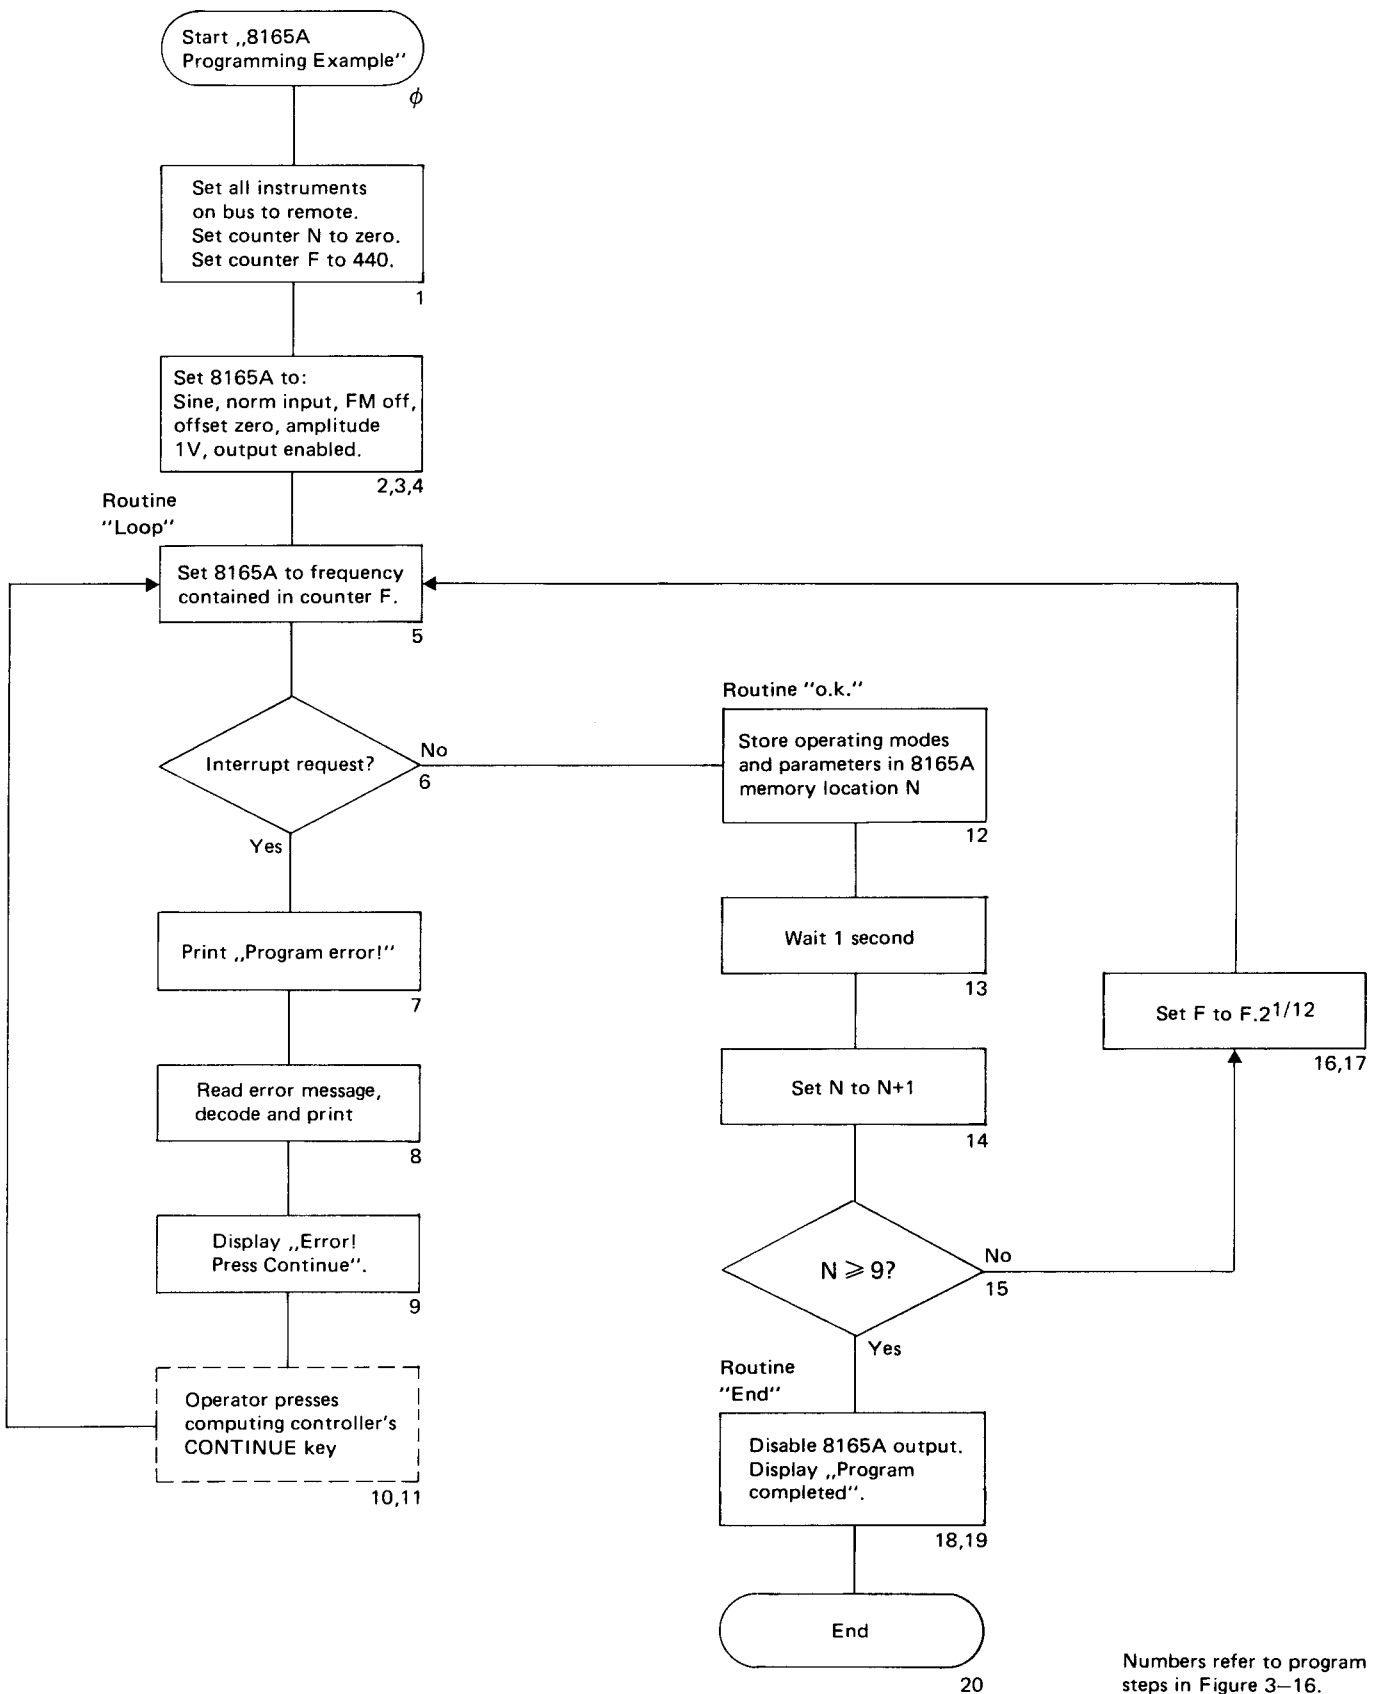 Start „8165A
Programming Example“
ϕ
Set all instruments
on bus to remote.
Set counter N to zero.
Set counter F to 440.
1
Set 8165A to:
Sine, norm input, FM off,
offset zero, amplitude
1V, output enabled.
2,3,4
Routine
"Loop"
Set 8165A to frequency
contained in counter F.
5
Interrupt request?
No
6
Yes
Print „Program error!“
7
Read error message,
decode and print
8
Display „Error!
Press Continue“.
9
Operator presses
computing controller's
CONTINUE key
10,11
Routine "o.k."
Store operating modes
and parameters in 8165A
memory location N
12
Wait 1 second
13
Set N to N+1
14
N ⩾ 9?
No
15
Yes
Set F to F.2^1/12
16,17
Routine
"End"
Disable 8165A output.
Display „Program
completed“.
18,19
End
20
Numbers refer to program
steps in Figure 3–16.